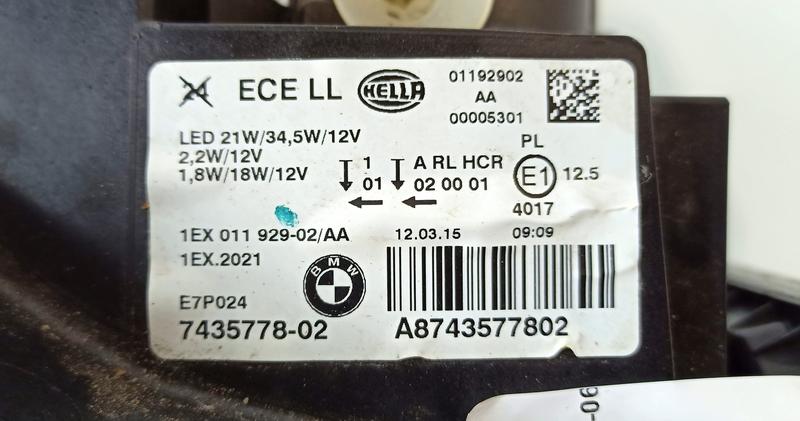 24 ECE LL HELLA 01192902
AA
00005301
LED 21W/34,5W/12V
2,2W/12V
1,8W/18W/12V
1 A RL HCR
01 02 00 01
PL
E1 12.5
4017
1EX 011 929-02/AA 12.03.15 09:09
1EX.2021
BMW
E7P024
7435778-02 A8743577802